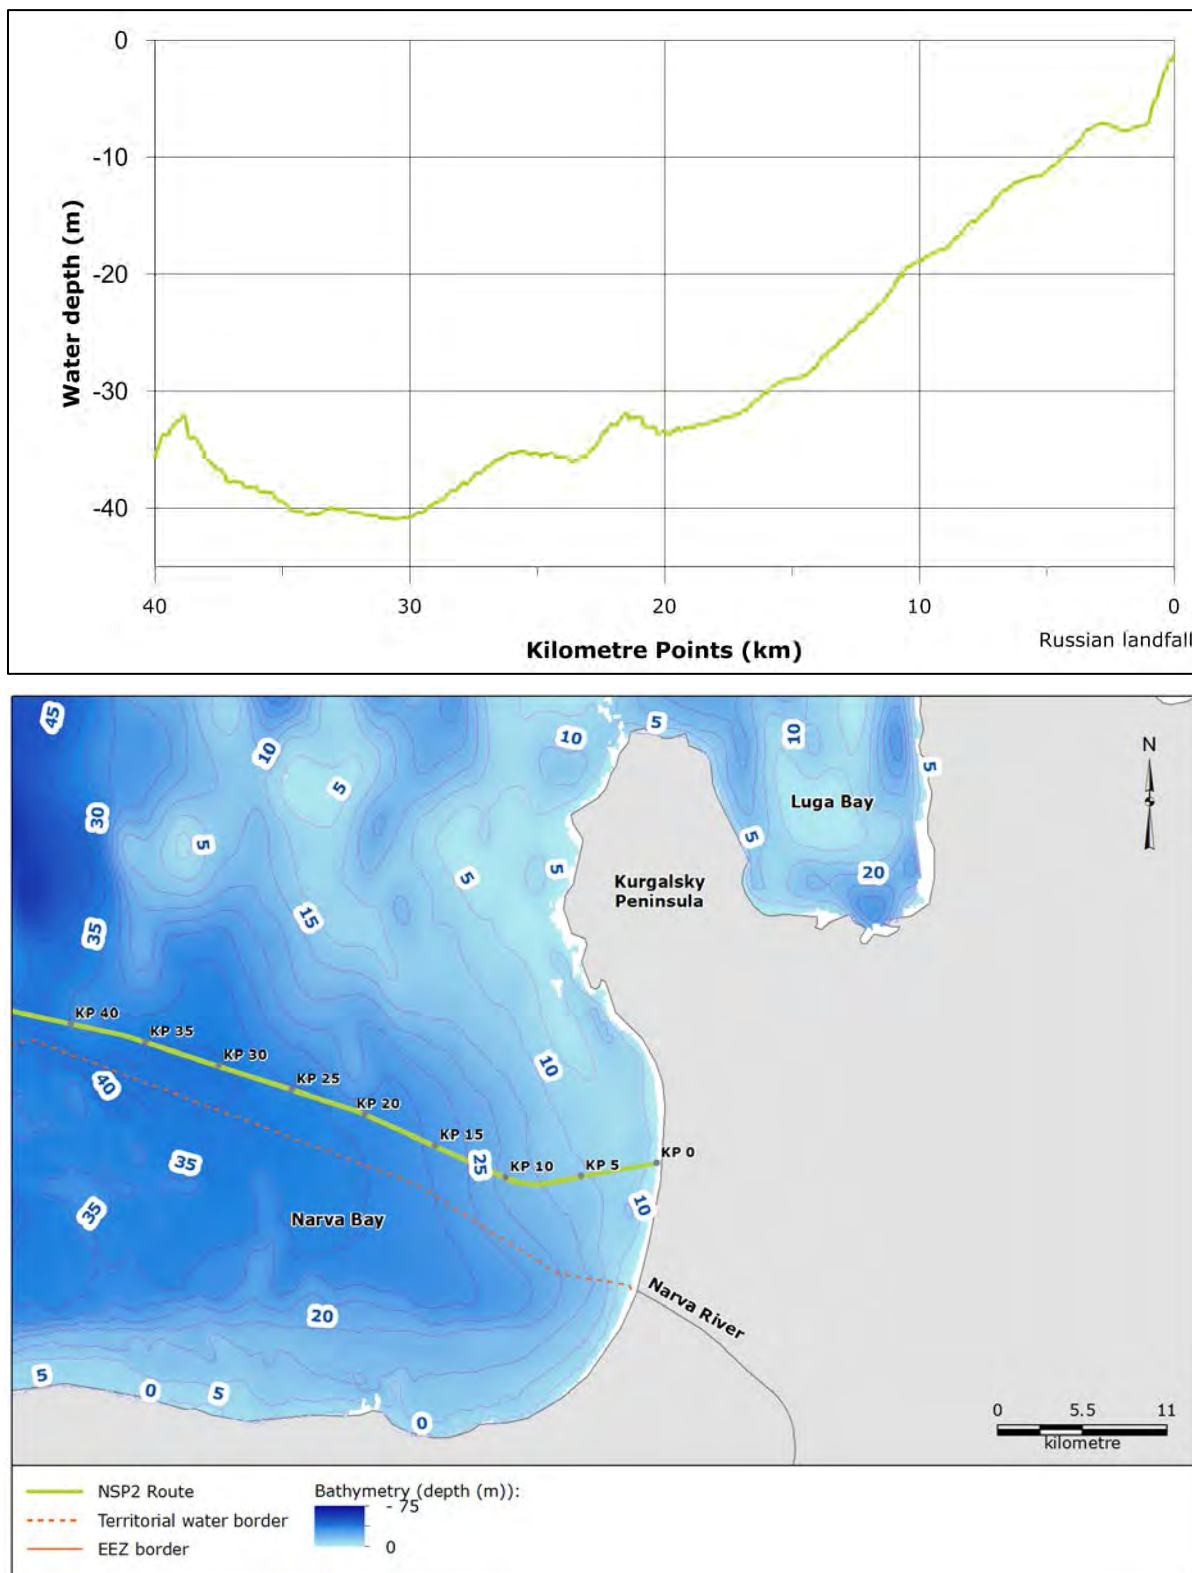 0
-10
-20
-30
-40
Water depth (m)
40
30
20
10
0
Kilometre Points (km)
Russian landfall
45
10
5
10
10
5
N
5
30
Luga Bay
5
5
5
5
20
Kurgalsky
Peninsula
15
35
KP 40
KP 35
KP 30
10
40
KP 25
KP 20
KP 15
25
KP 10
KP 5
KP 0
35
10
35
Narva Bay
20
Narva River
5
0
5
0
0
5.5
11
kilometre
NSP2 Route
Territorial water border
EEZ border
Bathymetry (depth (m)):
- 75
0